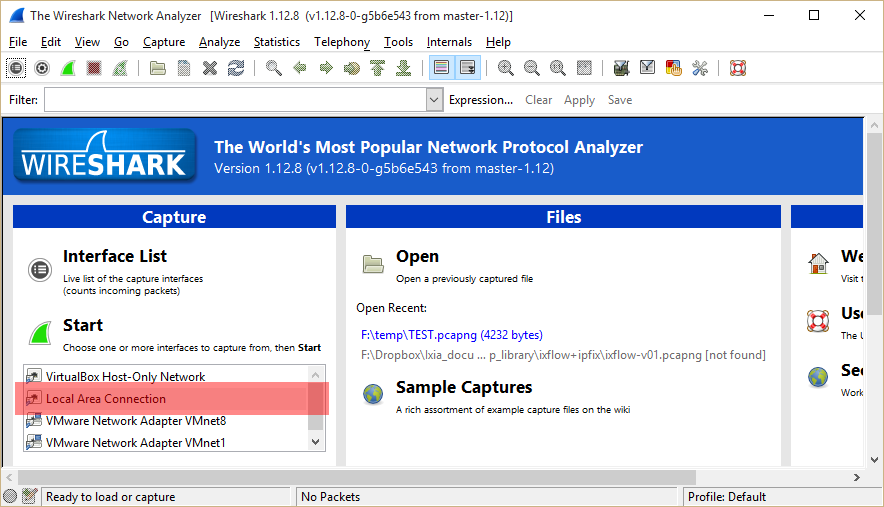 The Wireshark Network Analyzer [Wireshark 1.12.8 (v1.12.8-0-g5b6e543 from master-1.12)]
File Edit View Go Capture Analyze Statistics Telephony Tools Internals Help
Filter: Expression... Clear Apply Save
WIRESHARK
The World's Most Popular Network Protocol Analyzer
Version 1.12.8 (v1.12.8-0-g5b6e543 from master-1.12)
Capture
Interface List
Live list of the capture interfaces
(counts incoming packets)
Start
Choose one or more interfaces to capture from, then Start
VirtualBox Host-Only Network
Local Area Connection
VMware Network Adapter VMnet8
VMware Network Adapter VMnet1
Files
Open
Open a previously captured file
Open Recent:
F:\temp\TEST.pcapng (4232 bytes)
F:\Dropbox\Ixia_docu ... p_library\ixflow+ipfix\ixflow-v01.pcapng [not found]
Sample Captures
A rich assortment of example capture files on the wiki
We
Visit t
Use
The U
Sec
Work
Ready to load or capture
No Packets
Profile: Default